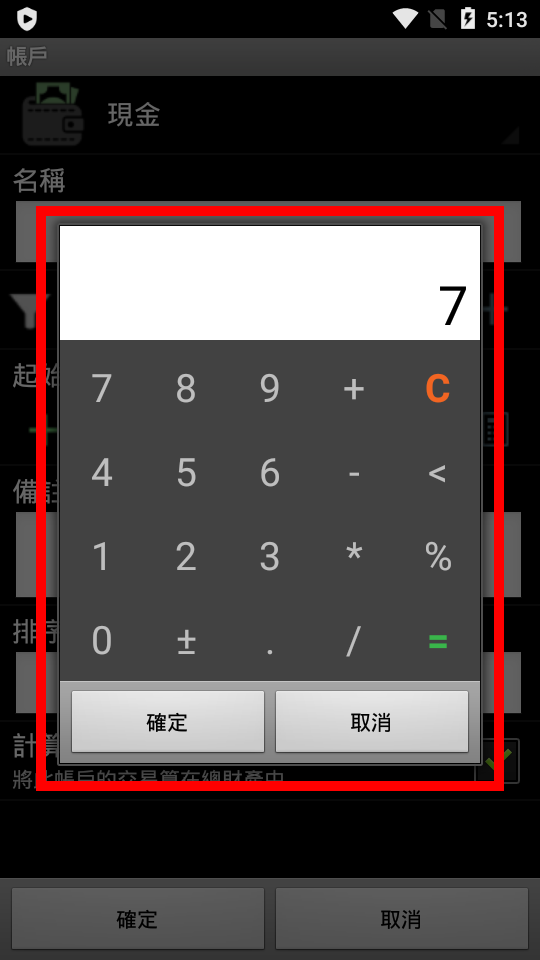 5:13
帳戶
現金
名稱
7
起始
7 8 9 + C
4 5 6 - <
備註
1 2 3 * %
排序
0 ± . / =
確定 取消
計算
將此帳戶的交易算在總財產中
確定 取消